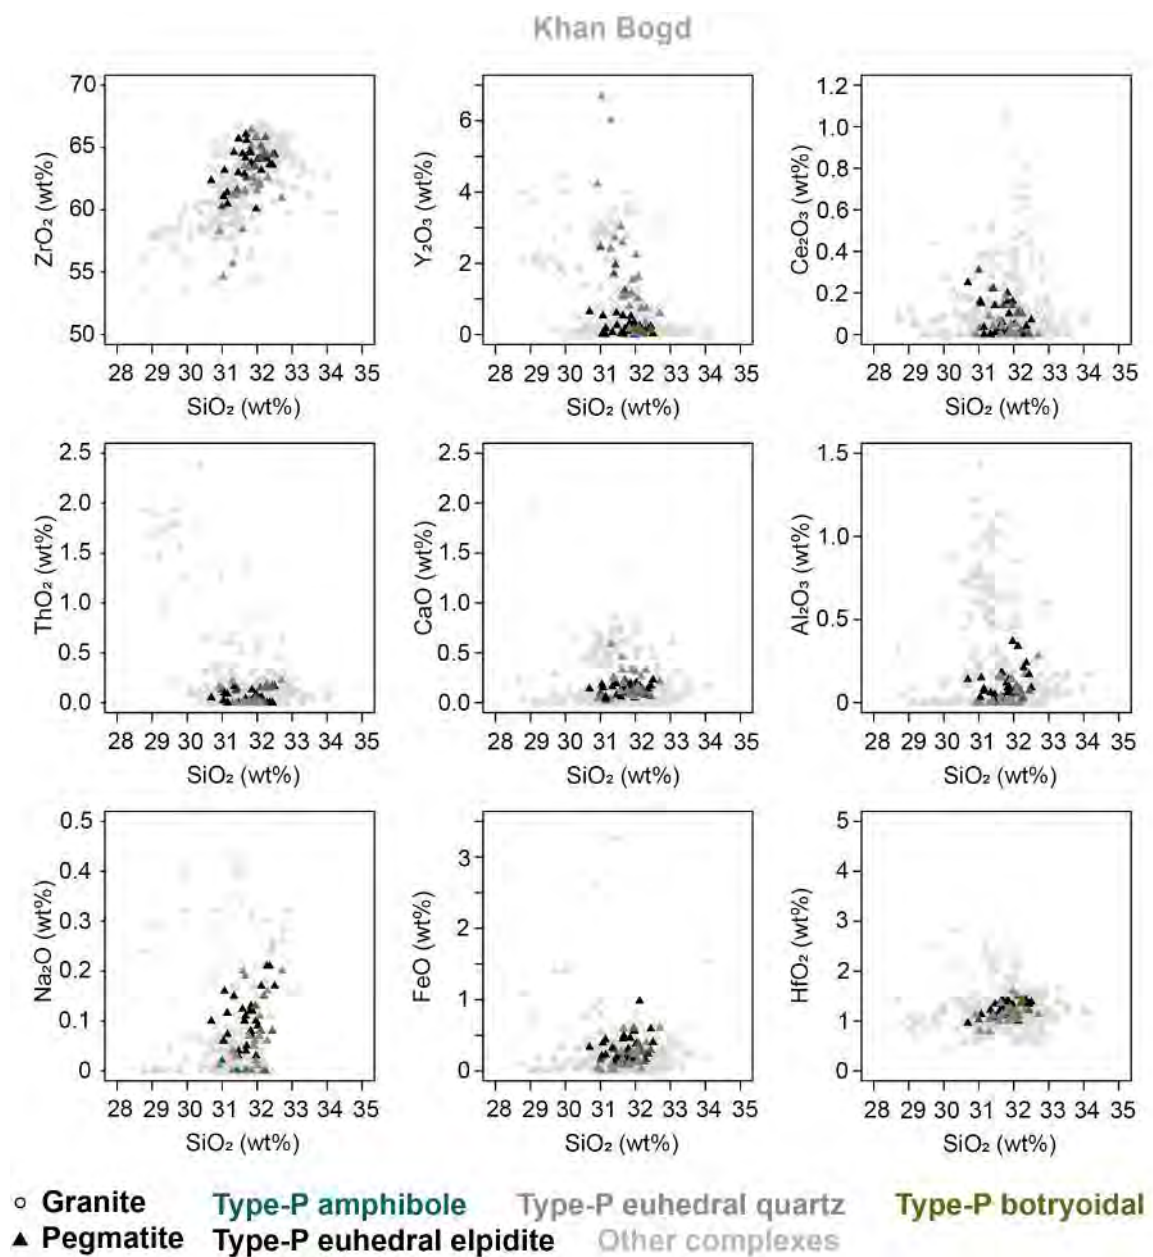 Khan Bogd
70
65
60
55
50
ZrO₂ (wt%)
28 29 30 31 32 33 34 35
SiO₂ (wt%)
6
4
2
0
Y₂O₃ (wt%)
28 29 30 31 32 33 34 35
SiO₂ (wt%)
1.2
1.0
0.8
0.6
0.4
0.2
0
Ce₂O₃ (wt%)
28 29 30 31 32 33 34 35
SiO₂ (wt%)
2.5
2.0
1.5
1.0
0.5
0.0
ThO₂ (wt%)
28 29 30 31 32 33 34 35
SiO₂ (wt%)
2.5
2.0
1.5
1.0
0.5
0.0
CaO (wt%)
28 29 30 31 32 33 34 35
SiO₂ (wt%)
1.5
1.0
0.5
0
Al₂O₃ (wt%)
28 29 30 31 32 33 34 35
SiO₂ (wt%)
0.5
0.4
0.3
0.2
0.1
0
Na₂O (wt%)
28 29 30 31 32 33 34 35
SiO₂ (wt%)
3
2
1
0
FeO (wt%)
28 29 30 31 32 33 34 35
SiO₂ (wt%)
5
4
3
2
1
0
HfO₂ (wt%)
28 29 30 31 32 33 34 35
SiO₂ (wt%)
Granite Type-P amphibole Type-P euhedral quartz Type-P botryoidal
Pegmatite Type-P euhedral elpidite Other complexes